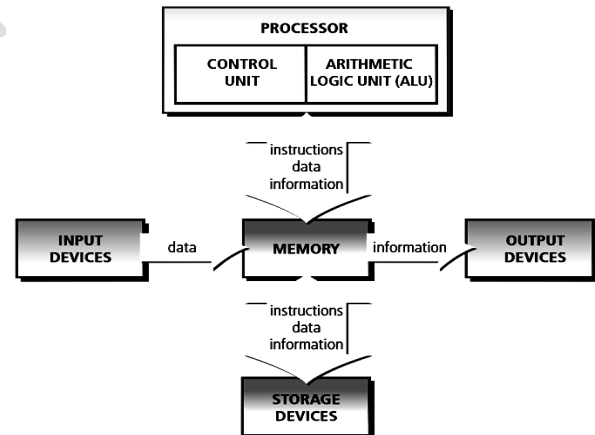 PROCESSOR
CONTROL
UNIT
ARITHMETIC
LOGIC UNIT (ALU)
instructions
data
information
INPUT
DEVICES
data
MEMORY
information
OUTPUT
DEVICES
instructions
data
information
STORAGE
DEVICES